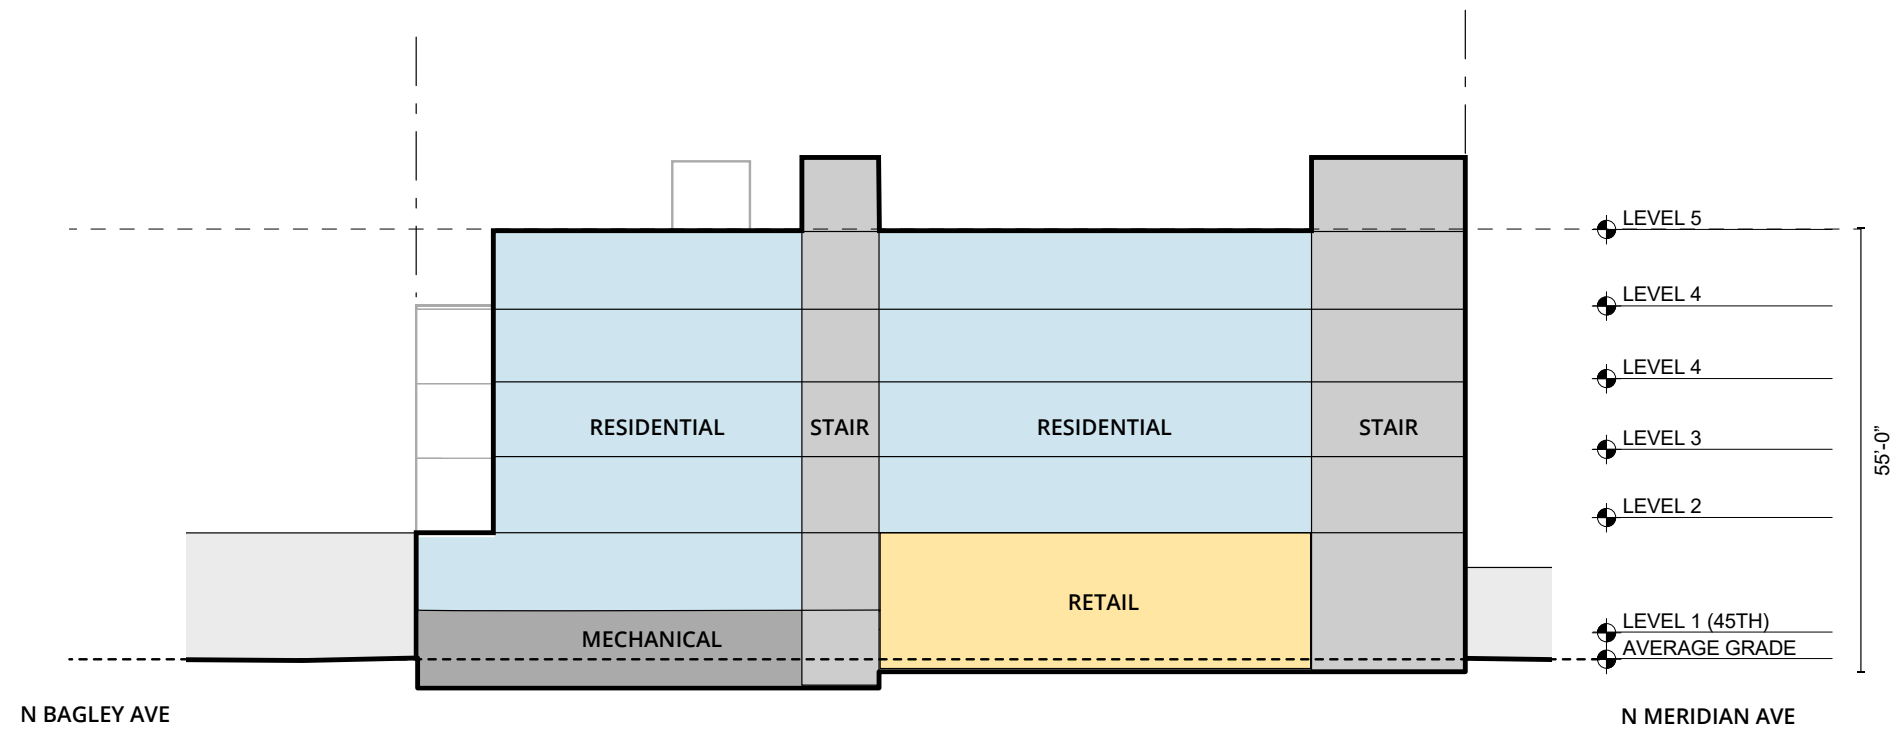 LEVEL 5
LEVEL 4
LEVEL 4
RESIDENTIAL
STAIR
RESIDENTIAL
STAIR
LEVEL 3
55'-0"
LEVEL 2
RETAIL
LEVEL 1 (45TH)
MECHANICAL
AVERAGE GRADE
N BAGLEY AVE
N MERIDIAN AVE